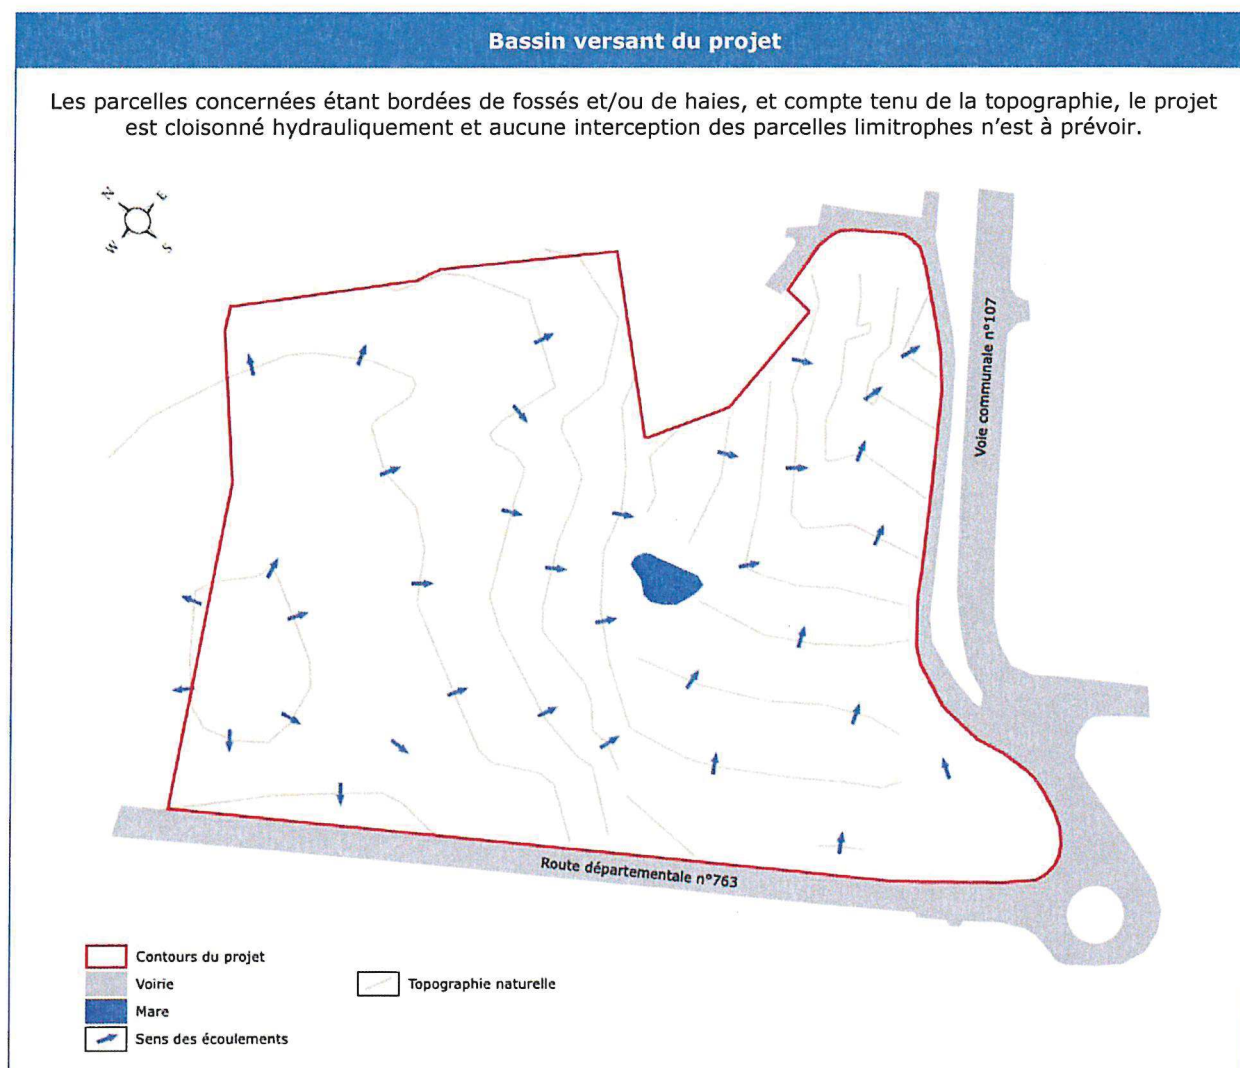 Bassin versant du projet
Les parcelles concernées étant bordées de fossés et/ou de haies, et compte tenu de la topographie, le projet
est cloisonné hydrauliquement et aucune interception des parcelles limitrophes n'est à prévoir.
N
E
W
S
Voie communale n°107
Route départementale n°763
Contours du projet
Voirie
Topographie naturelle
Mare
Sens des écoulements